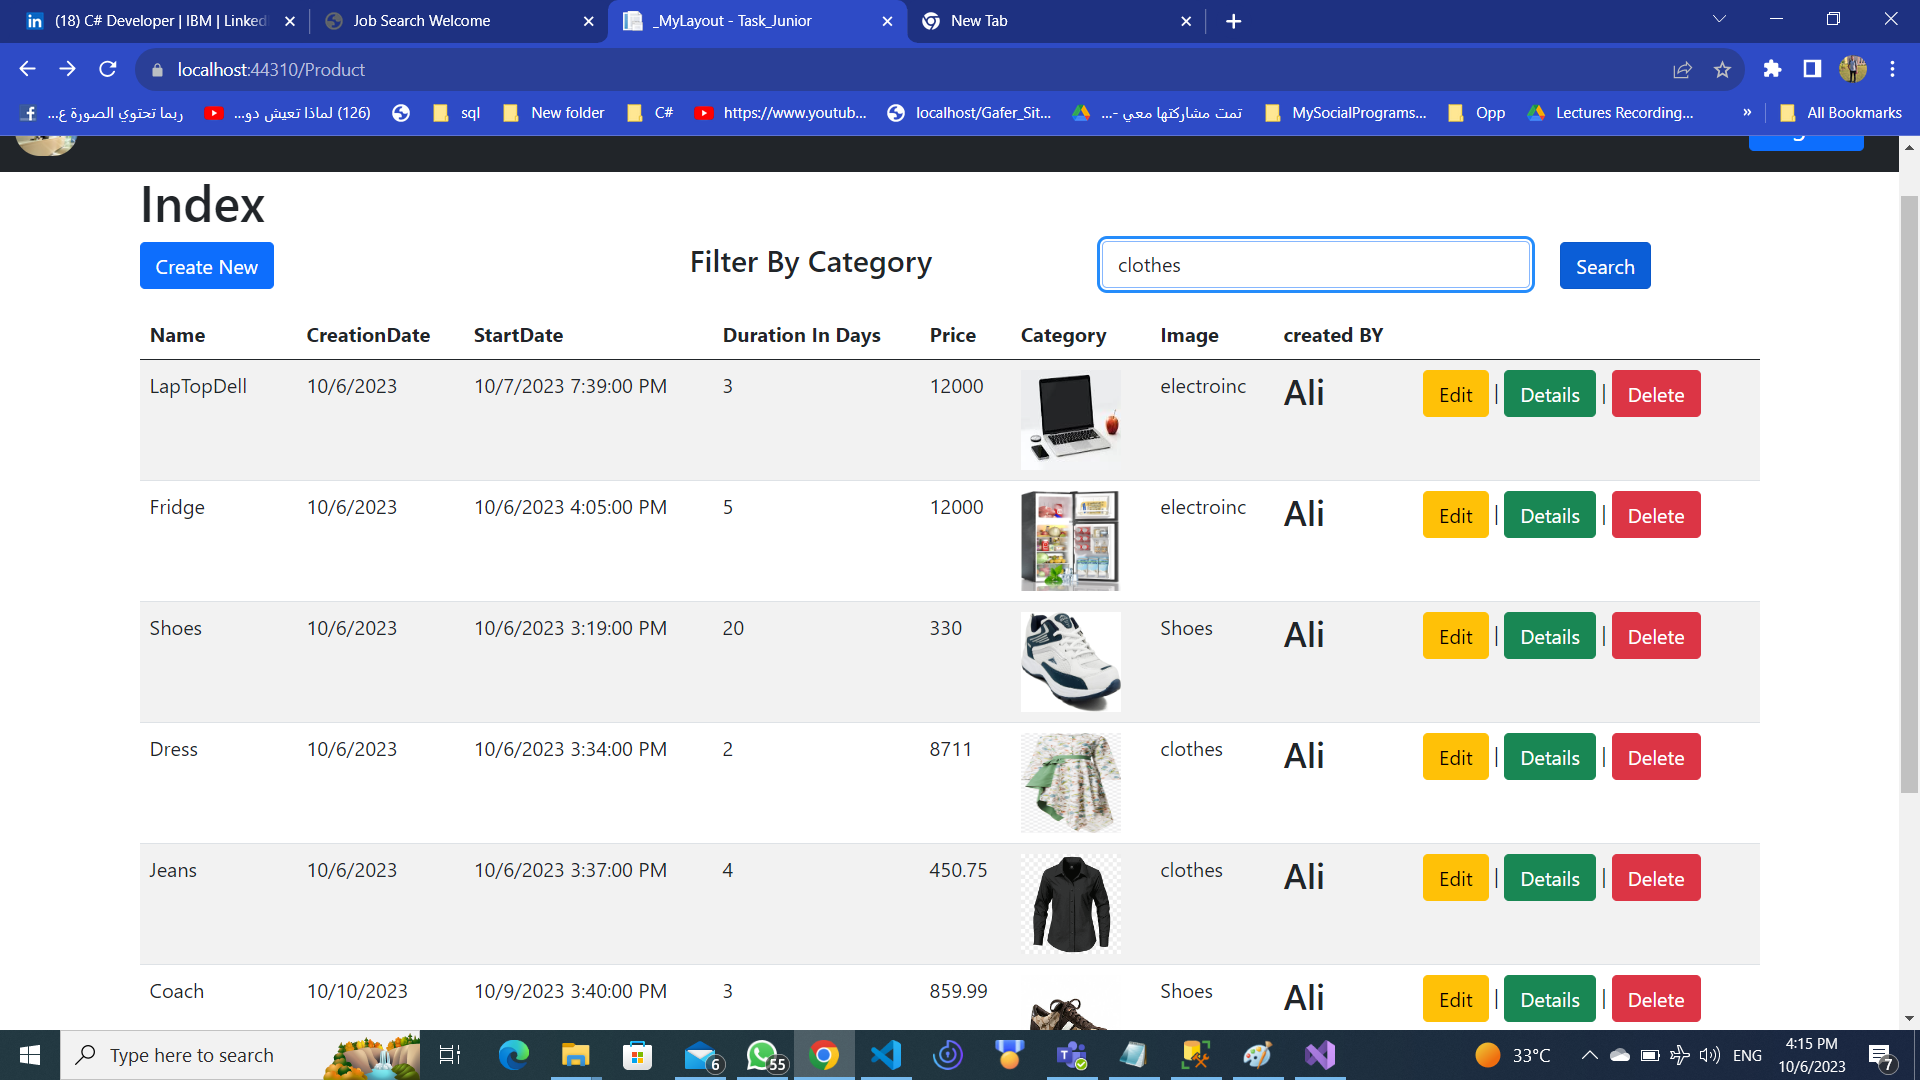 (18) C# Developer | IBM | Linked
Job Search Welcome
_MyLayout - Task_Junior
New Tab
localhost:44310/Product
ربما تحتوي الصورة ع...
(126) لماذا تعيش دو...
sql
New folder
C#
https://www.youtub...
localhost/Gafer_Sit...
تمت مشاركتها معي -...
MySocialPrograms...
Opp
Lectures Recording...
»
All Bookmarks
Index
Create New
Filter By Category
clothes
Search
Name CreationDate StartDate Duration In Days Price Category Image created BY
LapTopDell 10/6/2023 10/7/2023 7:39:00 PM 3 12000 electroinc Ali Edit | Details | Delete
Fridge 10/6/2023 10/6/2023 4:05:00 PM 5 12000 electroinc Ali Edit | Details | Delete
Shoes 10/6/2023 10/6/2023 3:19:00 PM 20 330 Shoes Ali Edit | Details | Delete
Dress 10/6/2023 10/6/2023 3:34:00 PM 2 8711 clothes Ali Edit | Details | Delete
Jeans 10/6/2023 10/6/2023 3:37:00 PM 4 450.75 clothes Ali Edit | Details | Delete
Coach 10/10/2023 10/9/2023 3:40:00 PM 3 859.99 Shoes Ali Edit | Details | Delete
Type here to search
6
55
33°C
ENG
4:15 PM
10/6/2023
7